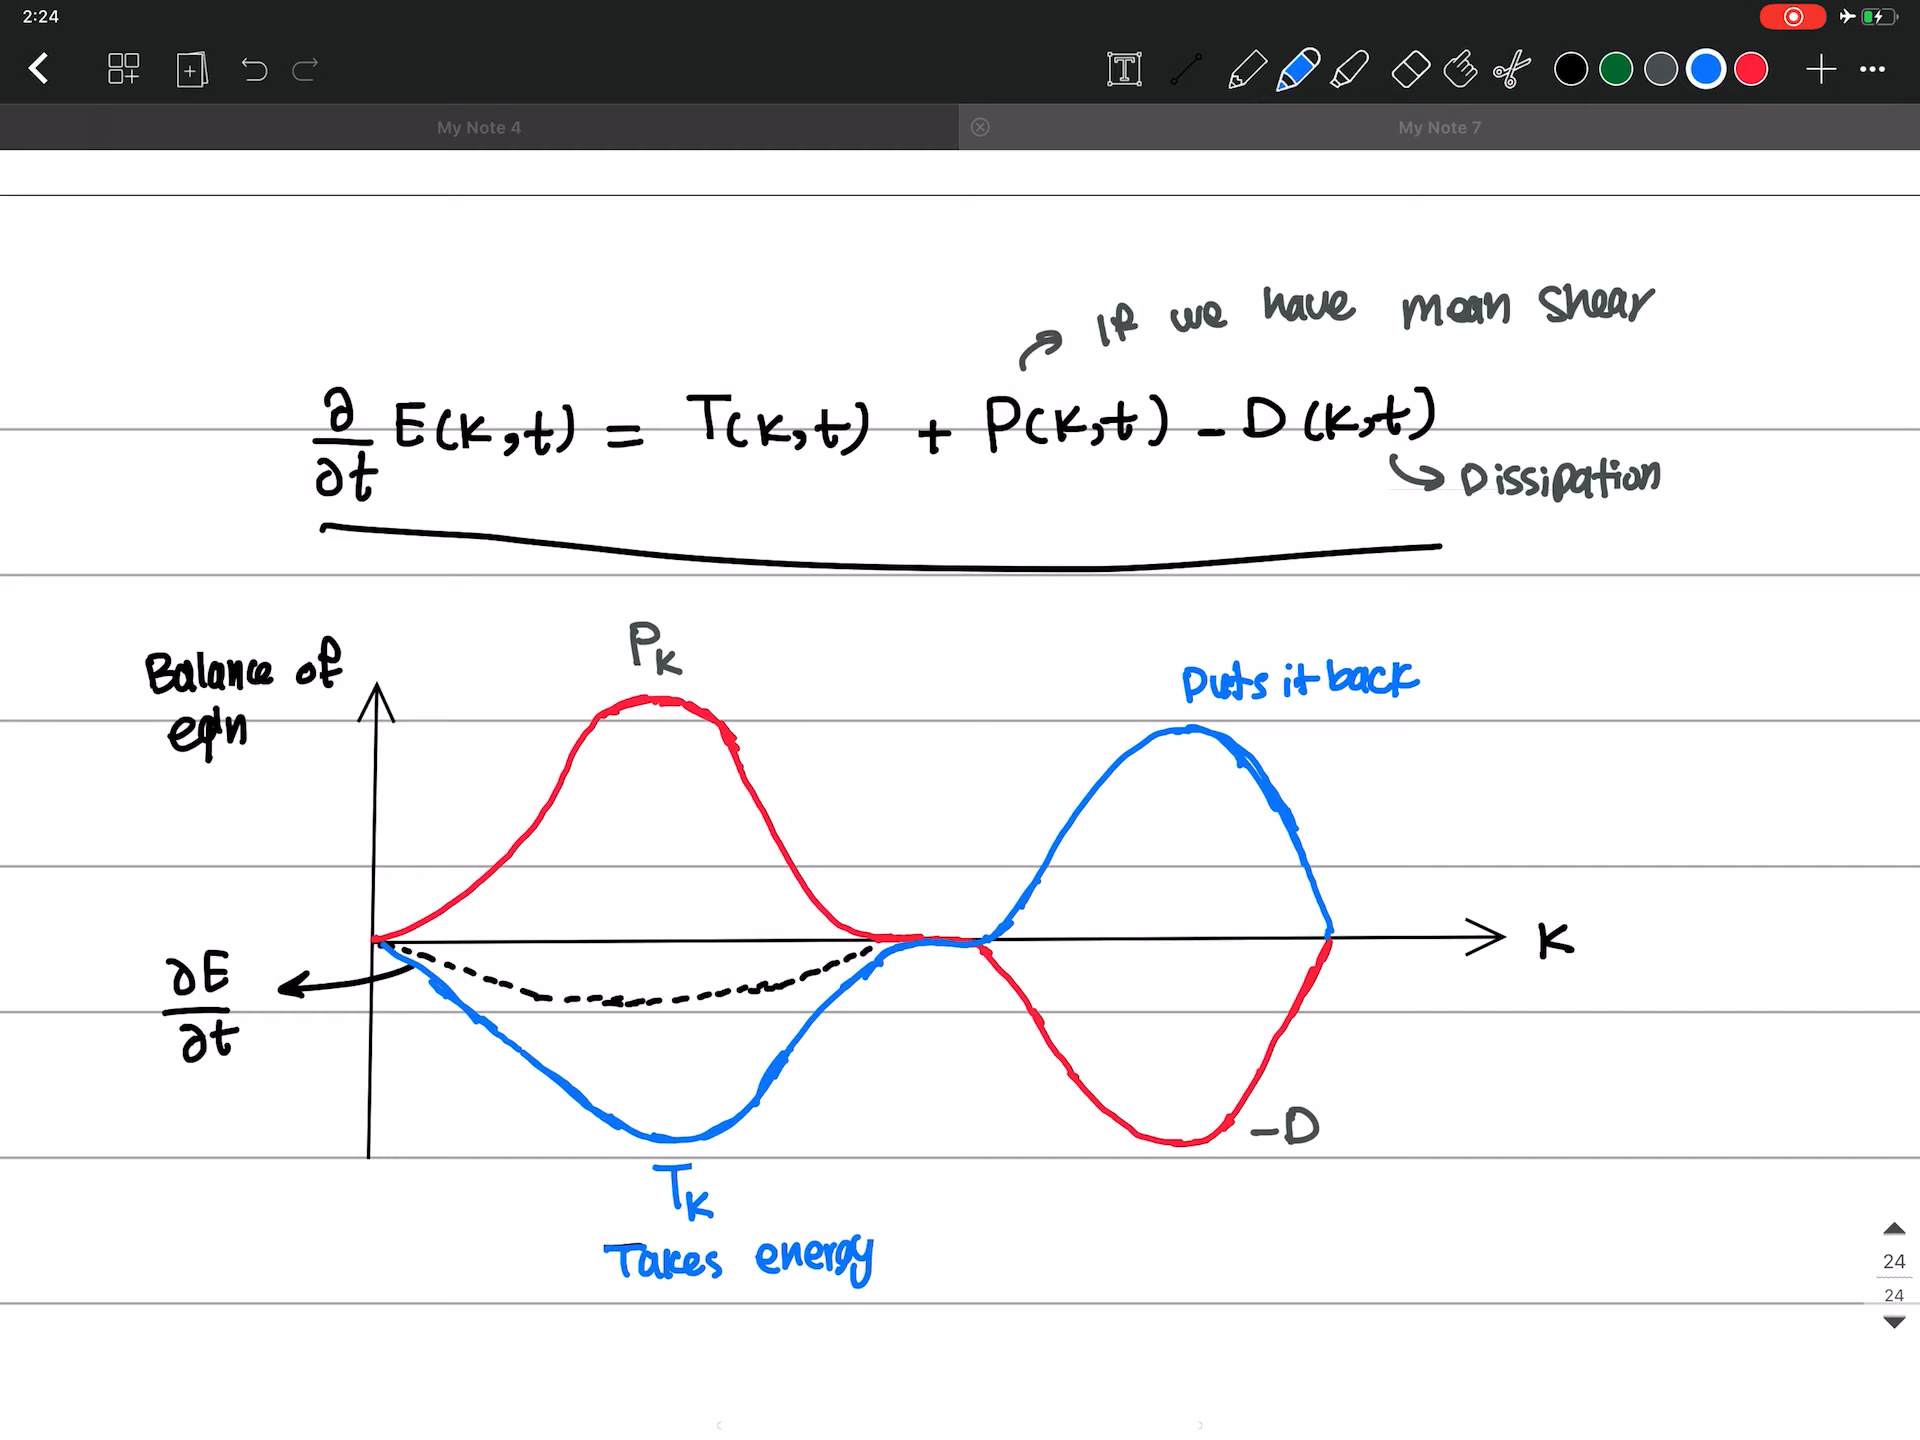 2:24
T
My Note 4
My Note 7
If we have mean shear
∂/∂t E(K,t) = T(K,t) + P(K,t) - D(K,t)
Dissipation
Balance of
eqn
PK
Puts it back
K
∂E/∂t
-D
TK
Takes energy
24
24